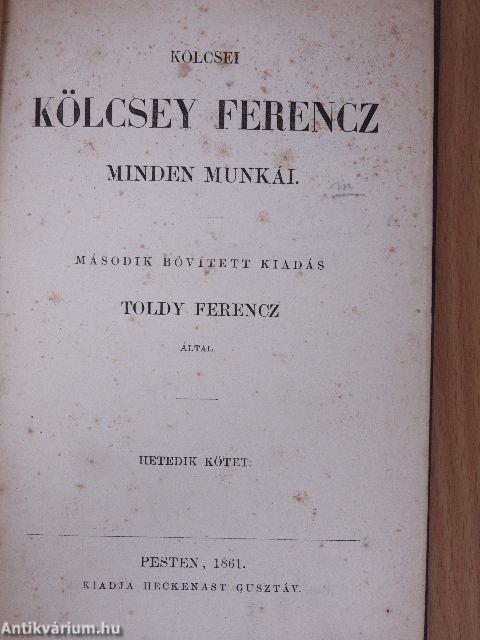 KÖLCSEI
KÖLCSEY FERENCZ
MINDEN MUNKÁI.
MÁSODIK BŐVÍTETT KIADÁS
TOLDY FERENCZ
ÁLTAL.
HETEDIK KÖTET.
PESTEN, 1861.
KIADJA HECKENAST GUSZTÁV.
Antikvárium.hu